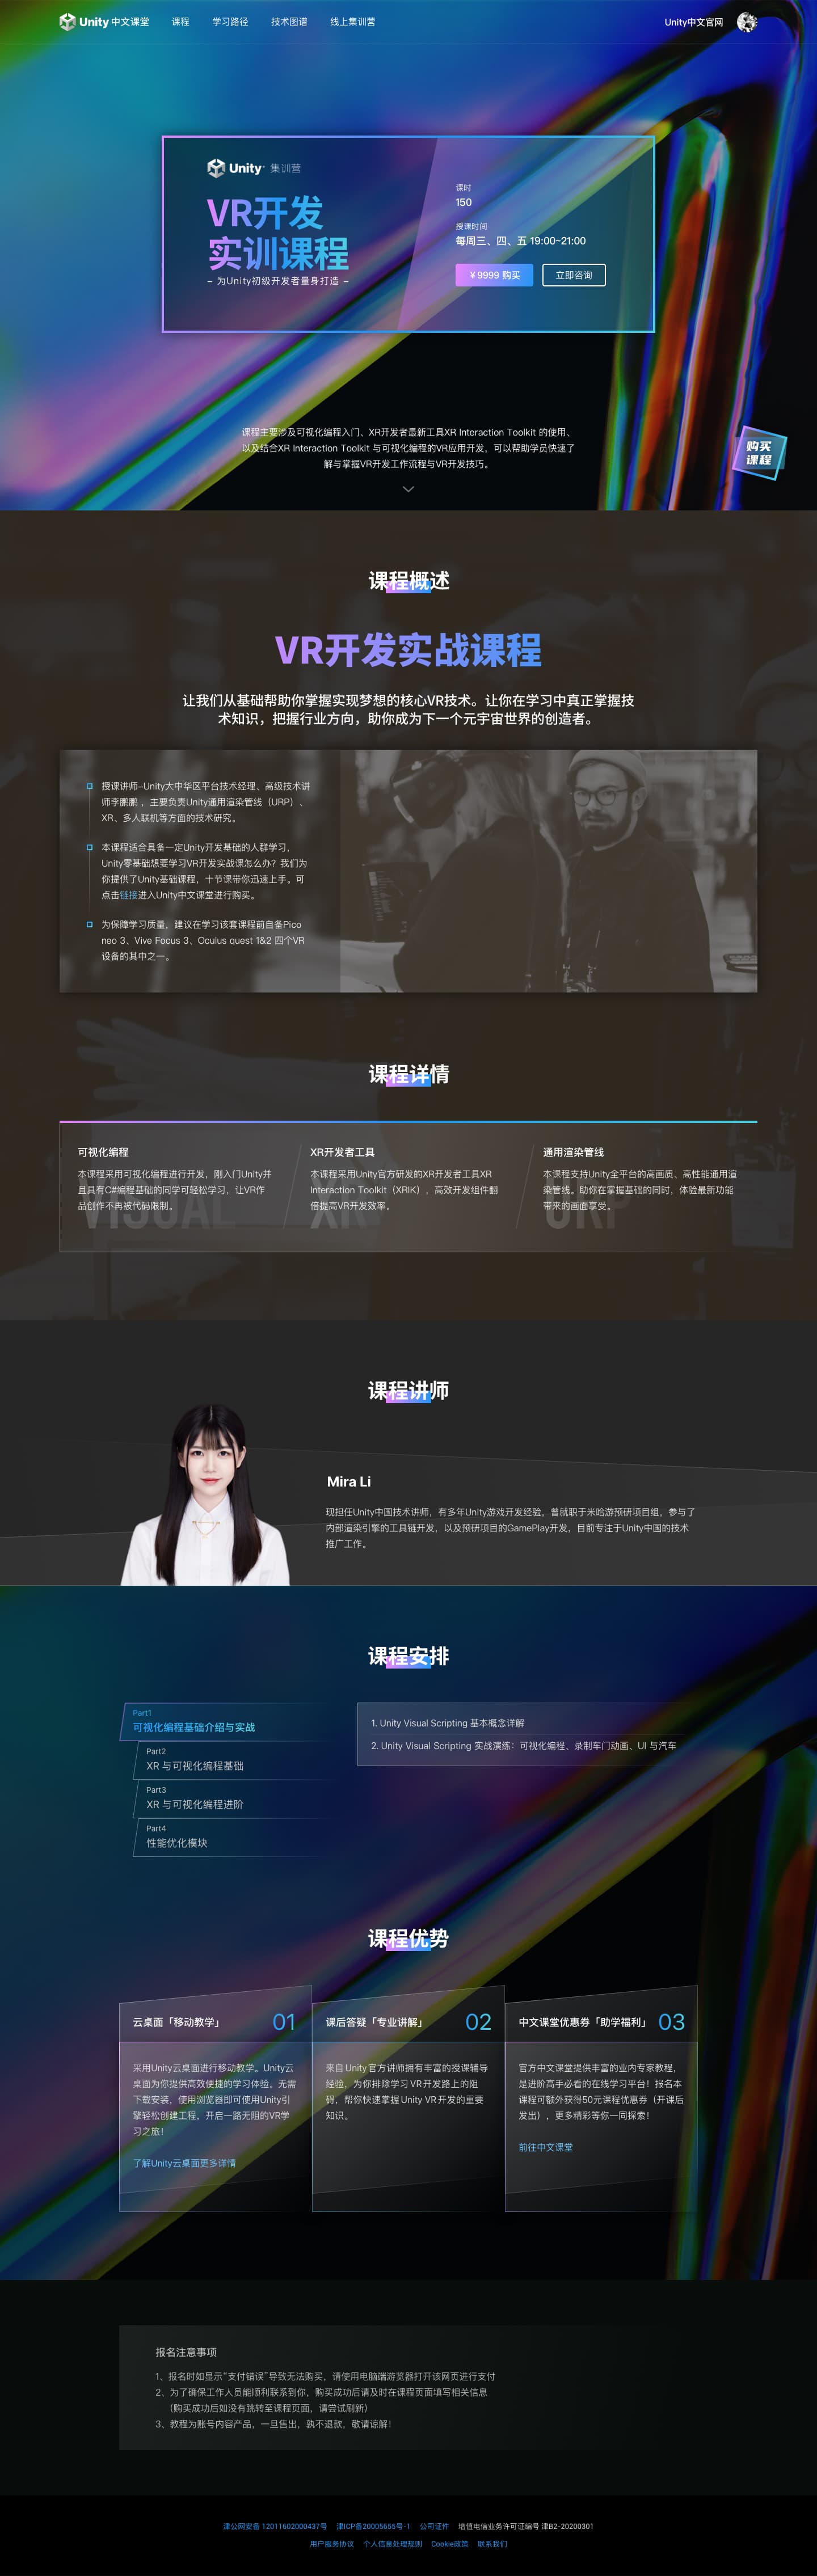 Unity 中文课堂 课程 学习路径 技术图谱 线上集训营 Unity中文官网
Unity 集训营
VR开发
实训课程
– 为Unity初级开发者量身打造 –
课时
150
授课时间
每周三、四、五 19:00~21:00
¥ 9999 购买 立即咨询
课程主要涉及可视化编程入门、XR开发者最新工具XR Interaction Toolkit 的使用、
以及结合XR Interaction Toolkit 与可视化编程的VR应用开发，可以帮助学员快速了
解与掌握VR开发工作流程与VR开发技巧。
购买
课程
课程概述
VR开发实战课程
让我们从基础帮助你掌握实现梦想的核心VR技术。让你在学习中真正掌握技
术知识，把握行业方向，助你成为下一个元宇宙世界的创造者。
授课讲师–Unity大中华区平台技术经理、高级技术讲
师李鹏鹏 ，主要负责Unity通用渲染管线（URP）、
XR、多人联机等方面的技术研究。
本课程适合具备一定Unity开发基础的人群学习，
Unity零基础想要学习VR开发实战课怎么办？我们为
你提供了Unity基础课程，十节课带你迅速上手。可
点击链接进入Unity中文课堂进行购买。
为保障学习质量，建议在学习该套课程前自备Pico
neo 3、Vive Focus 3、Oculus quest 1&2 四个VR
设备的其中之一。
课程详情
可视化编程
本课程采用可视化编程进行开发，刚入门Unity并
且具有C#编程基础的同学可轻松学习，让VR作
品创作不再被代码限制。
VISUAL
XR开发者工具
本课程采用Unity官方研发的XR开发者工具XR
Interaction Toolkit（XRIK），高效开发组件翻
倍提高VR开发效率。
XR
通用渲染管线
本课程支持Unity全平台的高画质、高性能通用渲
染管线。助你在掌握基础的同时，体验最新功能
带来的画面享受。
URP
课程讲师
Mira Li
现担任Unity中国技术讲师，有多年Unity游戏开发经验，曾就职于米哈游预研项目组，参与了
内部渲染引擎的工具链开发，以及预研项目的GamePlay开发，目前专注于Unity中国的技术
推广工作。
课程安排
Part1
可视化编程基础介绍与实战
Part2
XR 与可视化编程基础
Part3
XR 与可视化编程进阶
Part4
性能优化模块
1. Unity Visual Scripting 基本概念详解
2. Unity Visual Scripting 实战演练：可视化编程、录制车门动画、UI 与汽车
课程优势
云桌面「移动教学」 01
采用Unity云桌面进行移动教学。Unity云
桌面为你提供高效便捷的学习体验。无需
下载安装，使用浏览器即可使用Unity引
擎轻松创建工程，开启一路无阻的VR学
习之旅！
了解Unity云桌面更多详情
课后答疑「专业讲解」 02
来自 Unity 官方讲师拥有丰富的授课辅导
经验，为你排除学习 VR 开发路上的阻
碍，帮你快速掌握 Unity VR 开发的重要
知识。
中文课堂优惠券「助学福利」 03
官方中文课堂提供丰富的业内专家教程，
是进阶高手必看的在线学习平台！报名本
课程可额外获得50元课程优惠券（开课后
发出），更多精彩等你一同探索！
前往中文课堂
报名注意事项
1、报名时如显示“支付错误”导致无法购买，请使用电脑端游览器打开该网页进行支付
2、为了确保工作人员能顺利联系到你，购买成功后请及时在课程页面填写相关信息
（购买成功后如没有跳转至课程页面，请尝试刷新）
3、教程为账号内容产品，一旦售出，孰不退款，敬请谅解！
津公网安备 12011602000437号 津ICP备20005655号-1 公司证件 增值电信业务许可证编号 津B2-20200301
用户服务协议 个人信息处理规则 Cookie政策 联系我们